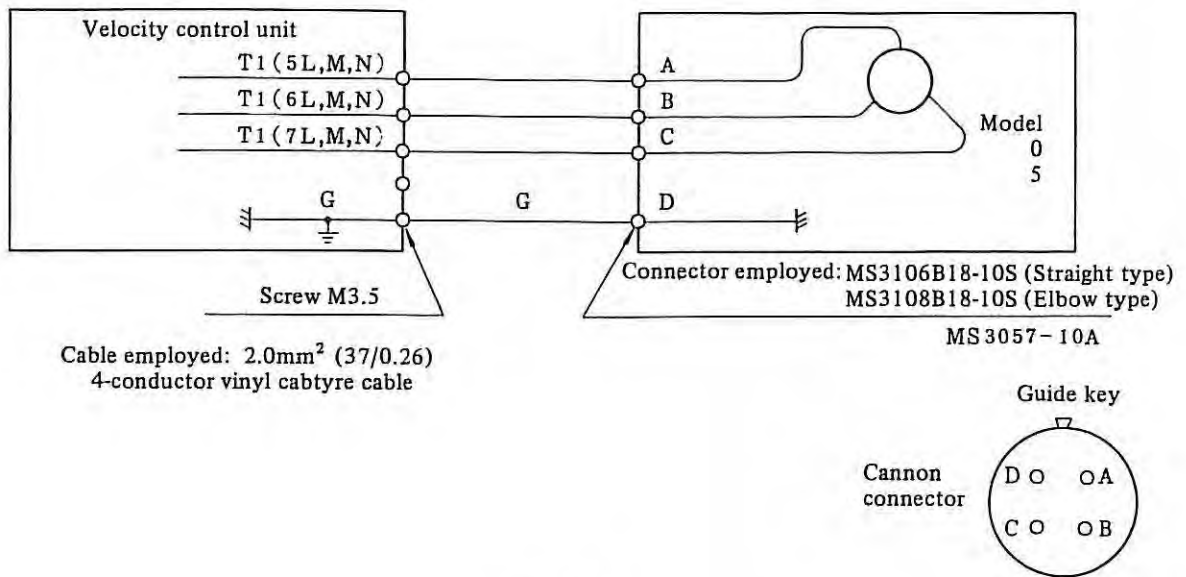 Velocity control unit
T1(5L,M,N)
A
T1(6L,M,N)
B
T1(7L,M,N)
C
Model
0
5
G
G
D
Connector employed: MS3106B18-10S (Straight type)
MS3108B18-10S (Elbow type)
Screw M3.5
MS3057-10A
Cable employed: 2.0mm² (37/0.26)
4-conductor vinyl cabtyre cable
Guide key
Cannon
connector
D A
C B